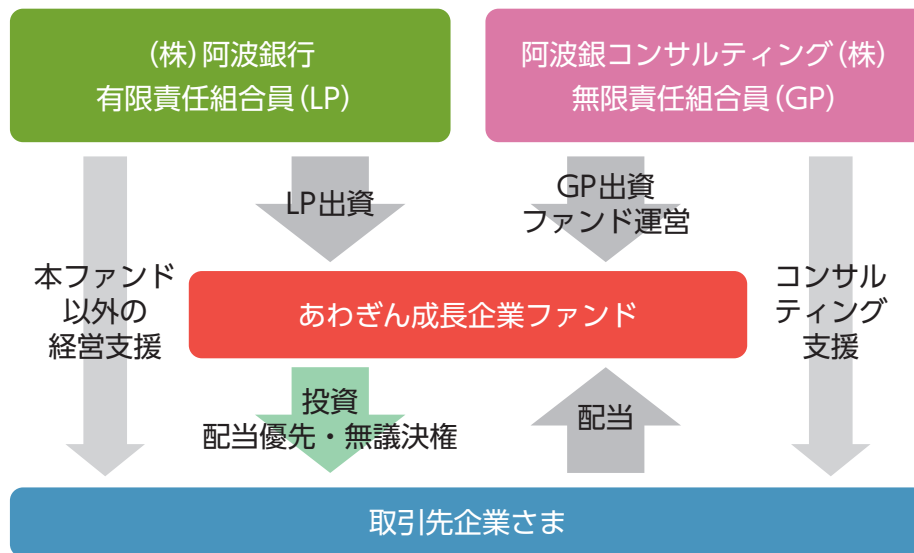 (株)阿波銀行
有限責任組合員(LP)
阿波銀コンサルティング(株)
無限責任組合員(GP)
LP出資
GP出資
ファンド運営
本ファンド
以外の
経営支援
コンサル
ティング
支援
あわぎん成長企業ファンド
投資
配当優先・無議決権
配当
取引先企業さま